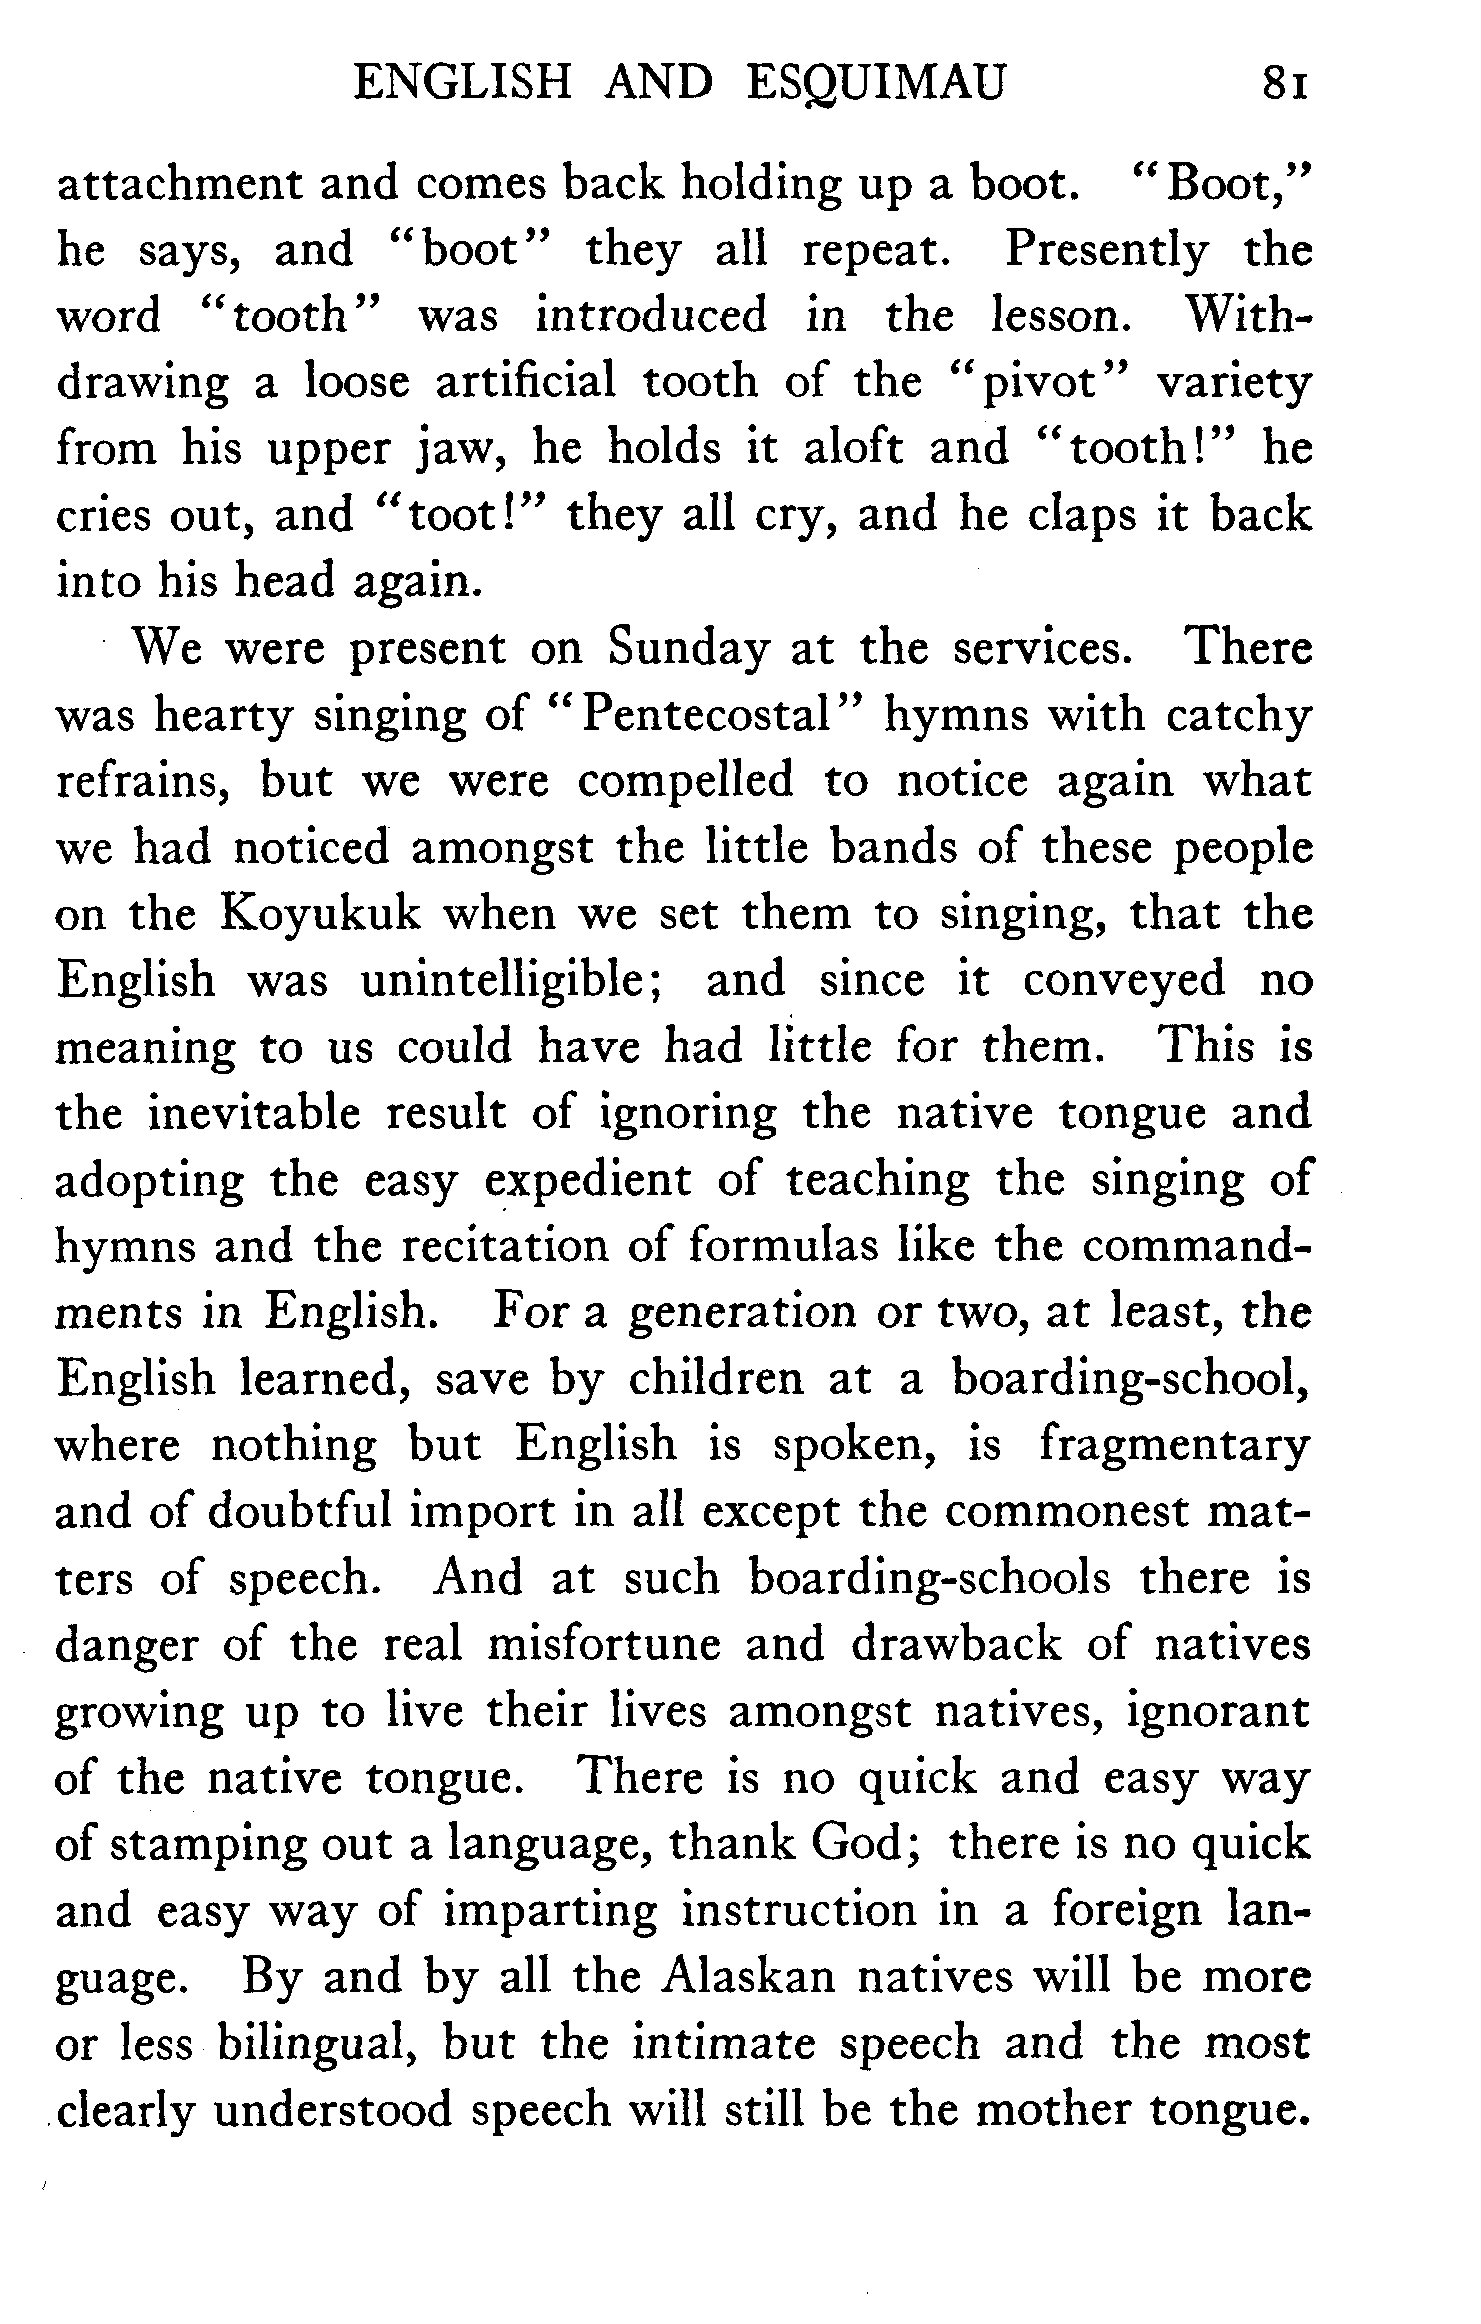 ENGLISH AND ESQUIMAU 81
attachment and comes back holding up a boot. "Boot,"
he says, and "boot" they all repeat. Presently the
word "tooth" was introduced in the lesson. With-
drawing a loose artificial tooth of the "pivot" variety
from his upper jaw, he holds it aloft and "tooth!" he
cries out, and "toot!" they all cry, and he claps it back
into his head again.
We were present on Sunday at the services. There
was hearty singing of "Pentecostal" hymns with catchy
refrains, but we were compelled to notice again what
we had noticed amongst the little bands of these people
on the Koyukuk when we set them to singing, that the
English was unintelligible; and since it conveyed no
meaning to us could have had little for them. This is
the inevitable result of ignoring the native tongue and
adopting the easy expedient of teaching the singing of
hymns and the recitation of formulas like the command-
ments in English. For a generation or two, at least, the
English learned, save by children at a boarding-school,
where nothing but English is spoken, is fragmentary
and of doubtful import in all except the commonest mat-
ters of speech. And at such boarding-schools there is
danger of the real misfortune and drawback of natives
growing up to live their lives amongst natives, ignorant
of the native tongue. There is no quick and easy way
of stamping out a language, thank God; there is no quick
and easy way of imparting instruction in a foreign lan-
guage. By and by all the Alaskan natives will be more
or less bilingual, but the intimate speech and the most
clearly understood speech will still be the mother tongue.